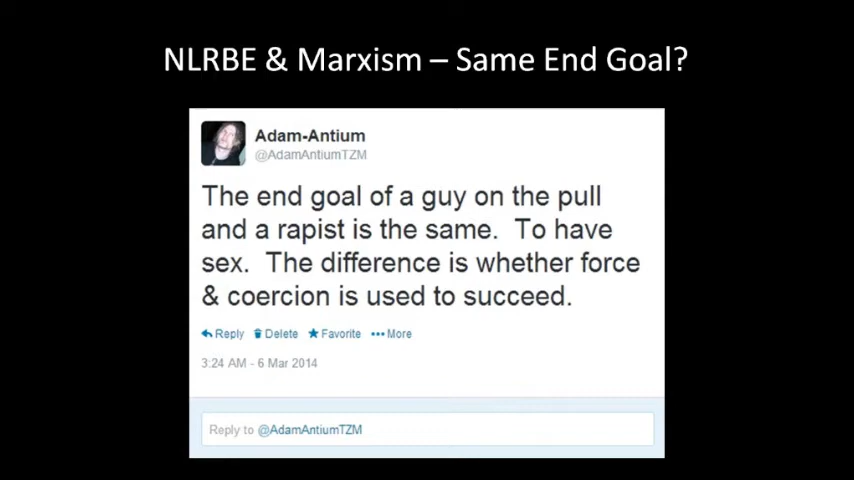 NLRBE & Marxism – Same End Goal?
Adam-Antium
@AdamAntiumTZM
The end goal of a guy on the pull
and a rapist is the same.  To have
sex.  The difference is whether force
& coercion is used to succeed.
Reply Delete Favorite More
3:24 AM - 6 Mar 2014
Reply to @AdamAntiumTZM